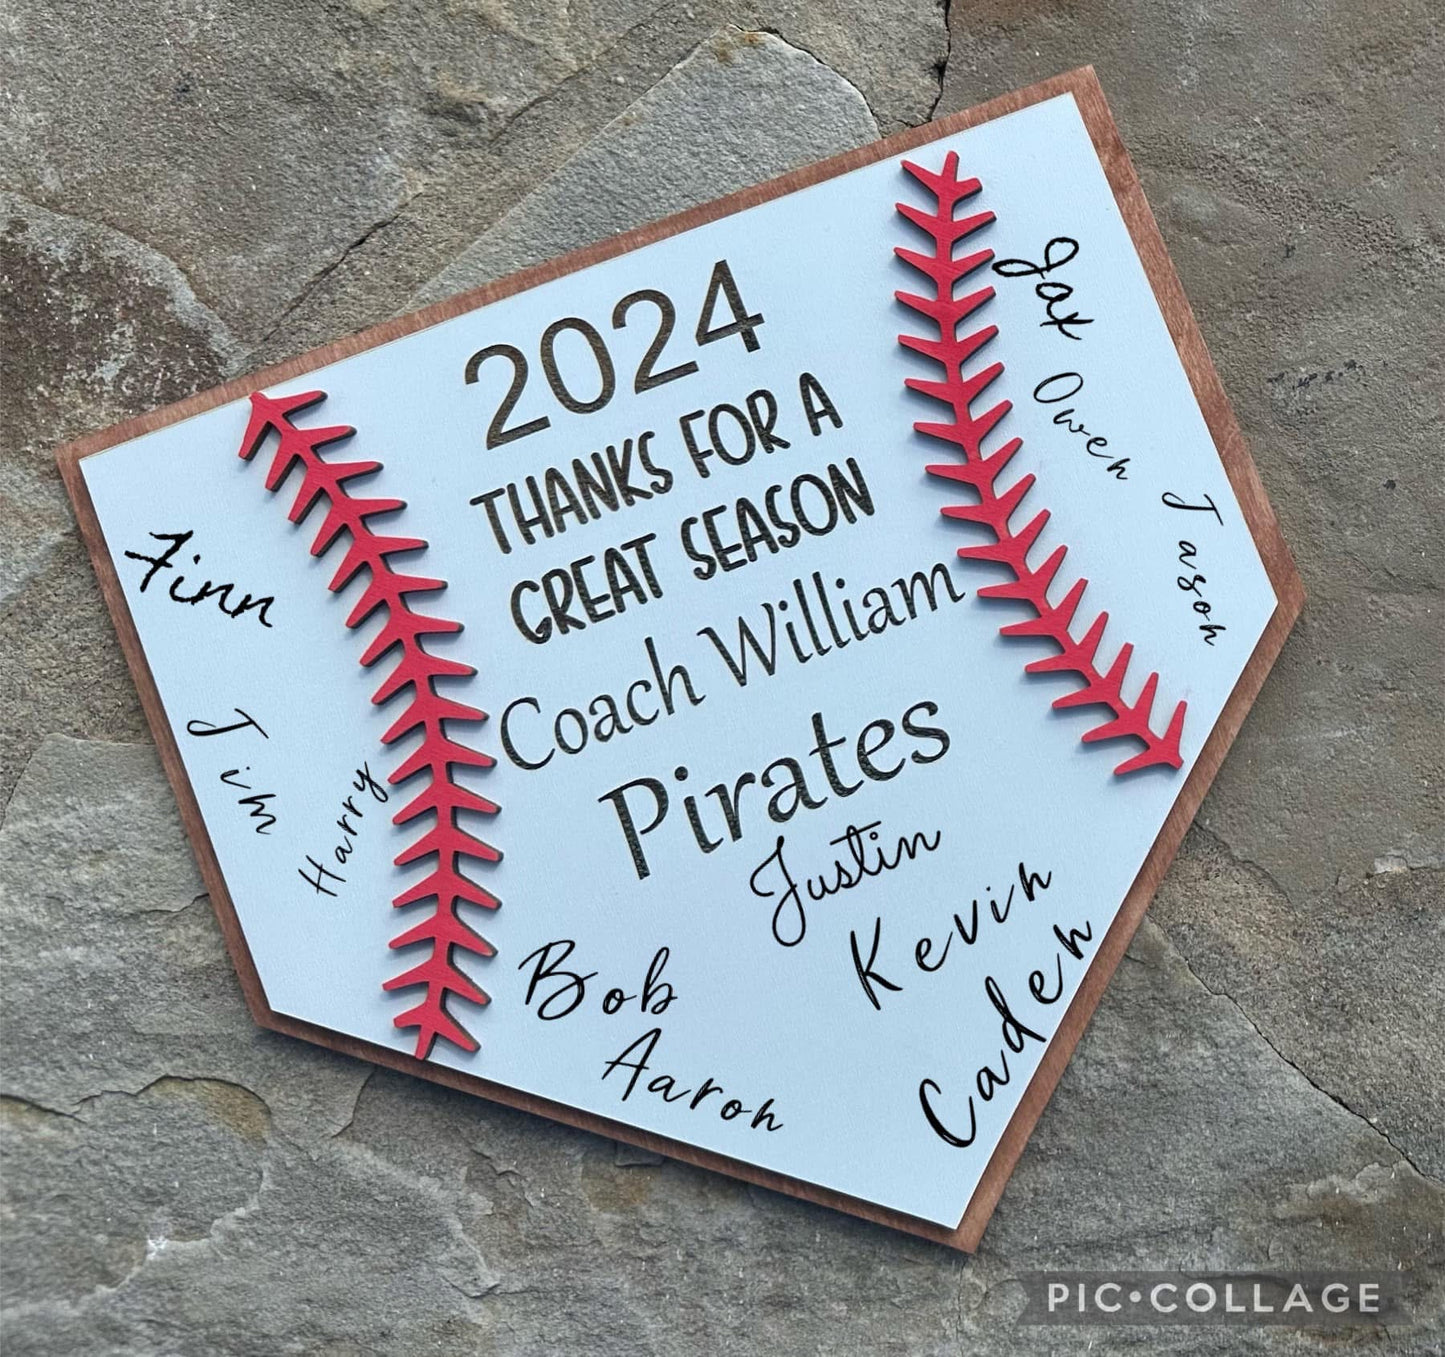 2024
THANKS FOR A
GREAT SEASON
Coach William
Pirates
Jax
Owen
Jason
Finn
Jim
Harry
Justin
Kevin
Caden
Bob
Aaron
PIC•COLLAGE